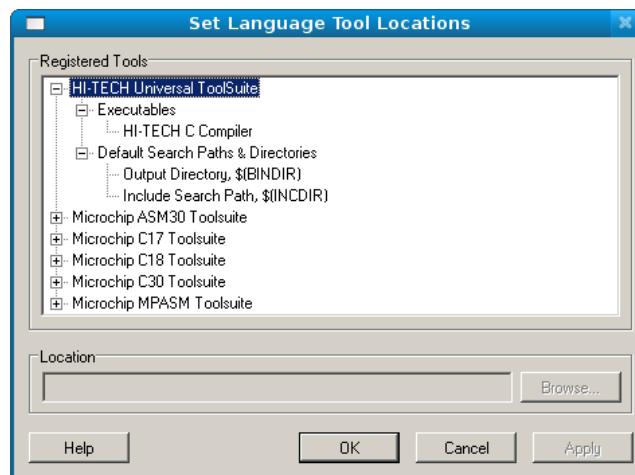 Set Language Tool Locations
Registered Tools
HI-TECH Universal ToolSuite
Executables
HI-TECH C Compiler
Default Search Paths & Directories
Output Directory, $(BINDIR)
Include Search Path, $(INCDIR)
Microchip ASM30 Toolsuite
Microchip C17 Toolsuite
Microchip C18 Toolsuite
Microchip C30 Toolsuite
Microchip MPASM Toolsuite
Location
Browse...
Help OK Cancel Apply